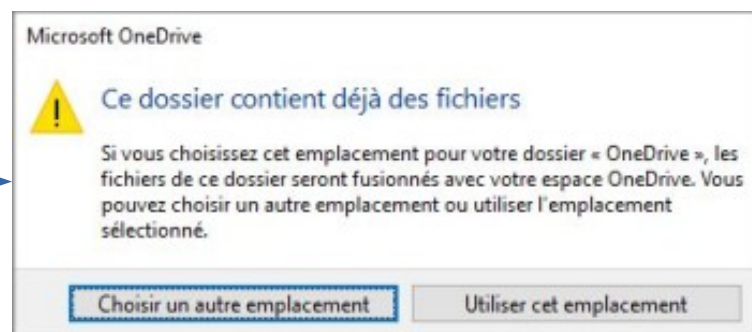 Microsoft OneDrive
Ce dossier contient déjà des fichiers
Si vous choisissez cet emplacement pour votre dossier « OneDrive », les
fichiers de ce dossier seront fusionnés avec votre espace OneDrive. Vous
pouvez choisir un autre emplacement ou utiliser l'emplacement
sélectionné.
Choisir un autre emplacement
Utiliser cet emplacement